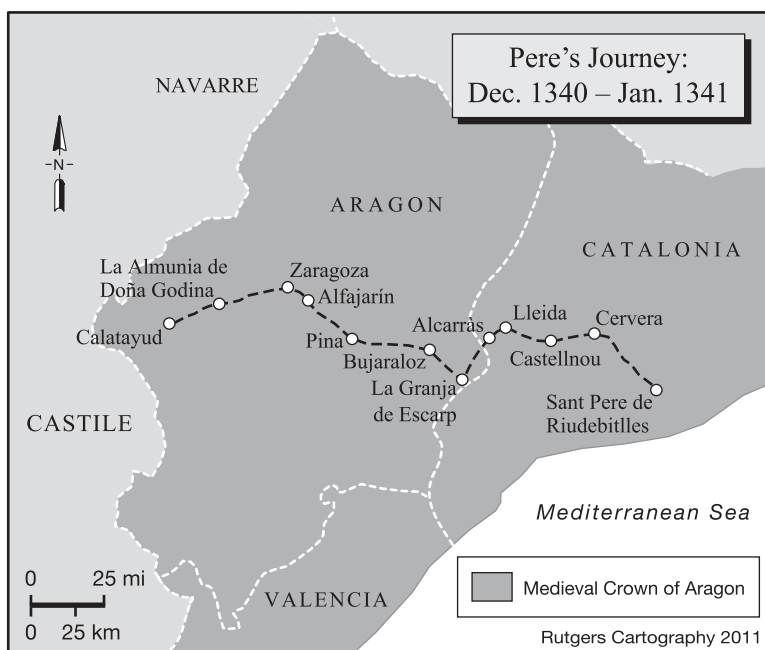 Pere's Journey:
Dec. 1340 – Jan. 1341
NAVARRE
-N-
ARAGON
CATALONIA
La Almunia de
Doña Godina
Zaragoza
Alfajarín
Calatayud
Pina
Bujaraloz
Alcarràs
Lleida
Cervera
Castellnou
La Granja
de Escarp
Sant Pere de
Riudebitlles
CASTILE
Mediterranean Sea
0 25 mi
0 25 km
VALENCIA
Medieval Crown of Aragon
Rutgers Cartography 2011